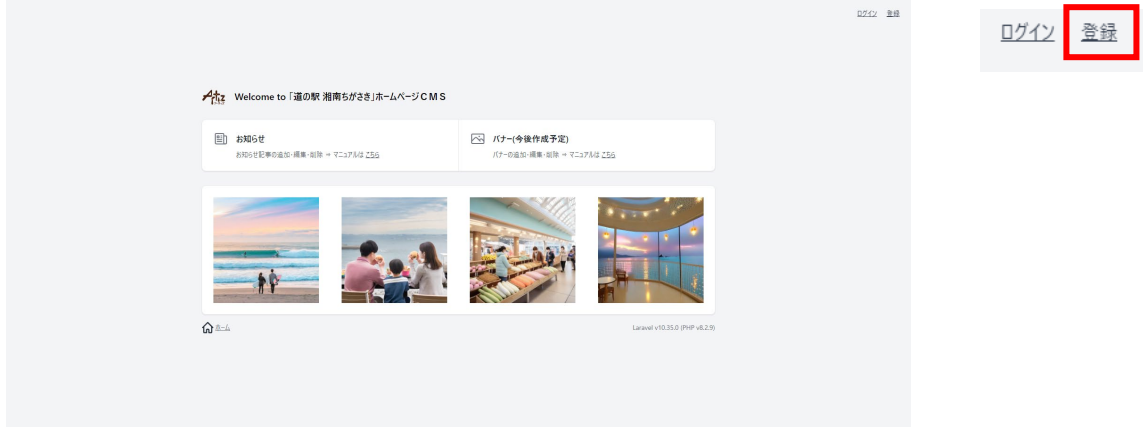 ログイン 登録
ログイン 登録
Welcome to「道の駅 湘南ちがさき」ホームページCMS
お知らせ
お知らせ記事の追加・編集・削除 ⇒ マニュアルは こちら
バナー(今後作成予定)
バナーの追加・編集・削除 ⇒ マニュアルは こちら
ホーム
Laravel v10.35.0 (PHP v8.2.9)